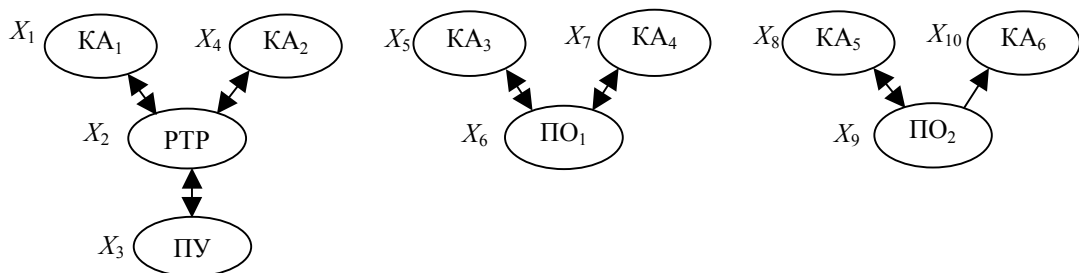 X₁ КА₁ X₄ КА₂ X₅ КА₃ X₇ КА₄ X₈ КА₅ X₁₀ КА₆
X₂ РТР X₆ ПО₁ X₉ ПО₂
X₃ ПУ